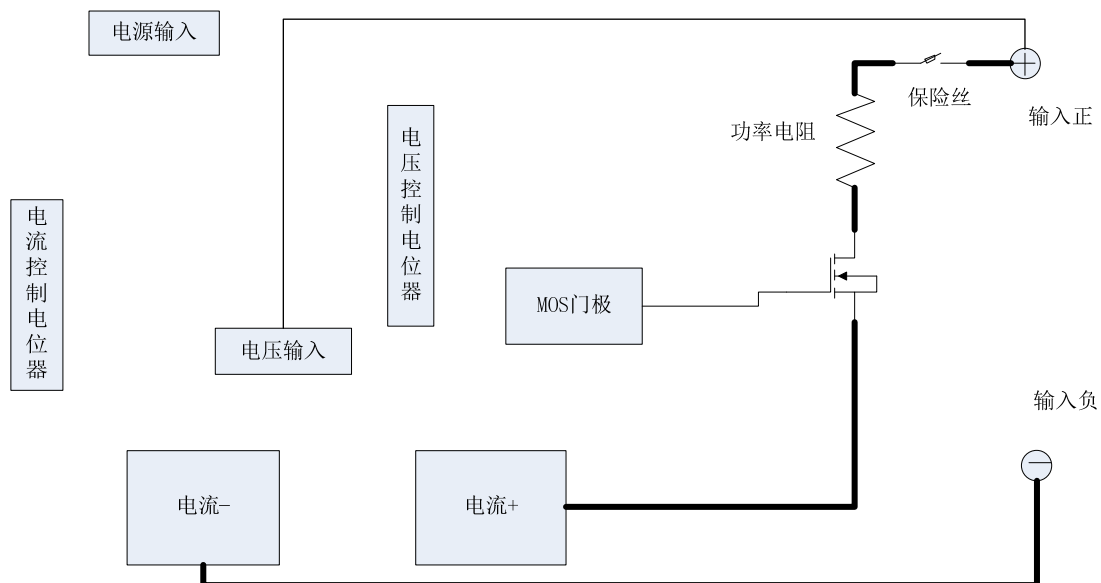 电源输入
保险丝
输入正
功率电阻
电压控制电位器
电流控制电位器
MOS门极
电压输入
输入负
电流-
电流+